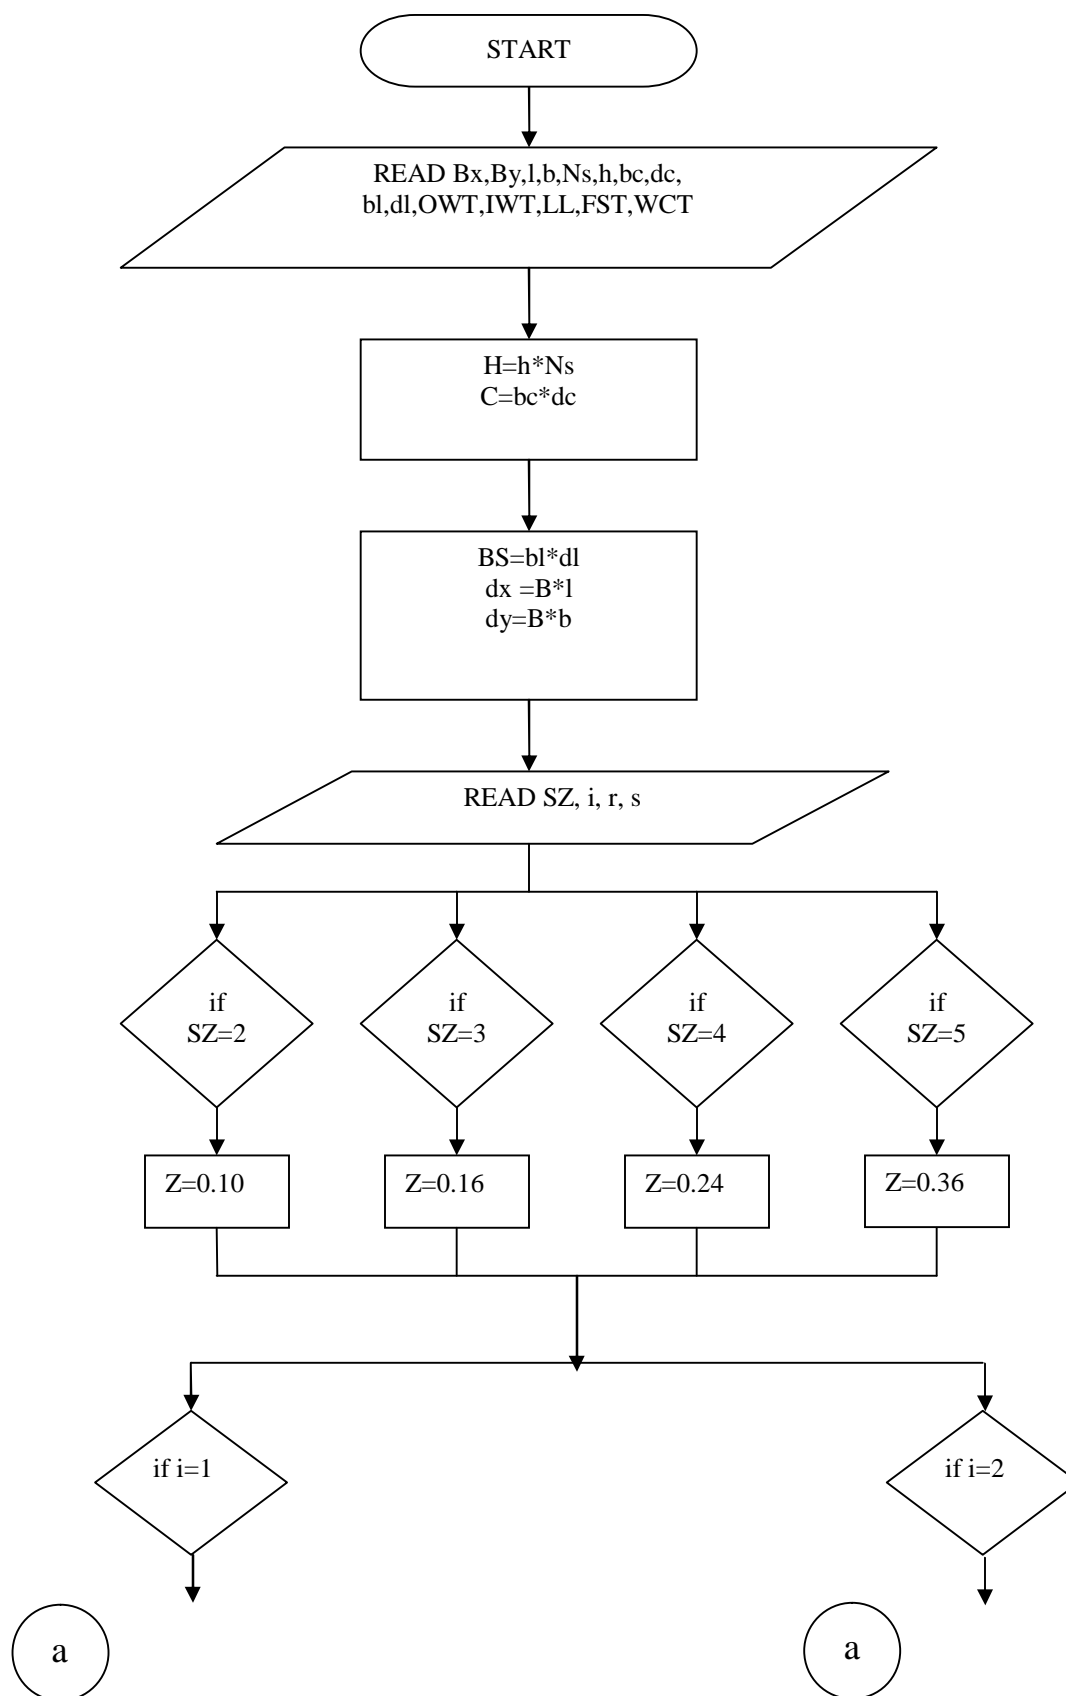 START
READ Bx,By,l,b,Ns,h,bc,dc,
bl,dl,OWT,IWT,LL,FST,WCT
H=h*Ns
C=bc*dc
BS=bl*dl
dx =B*l
dy=B*b
READ SZ, i, r, s
if
SZ=2
if
SZ=3
if
SZ=4
if
SZ=5
Z=0.10
Z=0.16
Z=0.24
Z=0.36
if i=1
if i=2
a
a